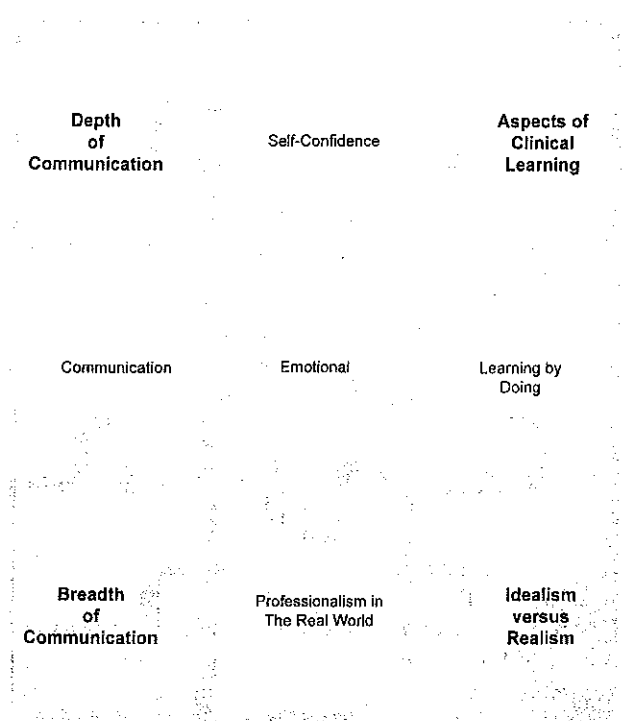 Depth
of
Communication
Self-Confidence
Aspects of
Clinical
Learning
Communication
Emotional
Learning by
Doing
Breadth
of
Communication
Professionalism in
The Real World
Idealism
versus
Realism